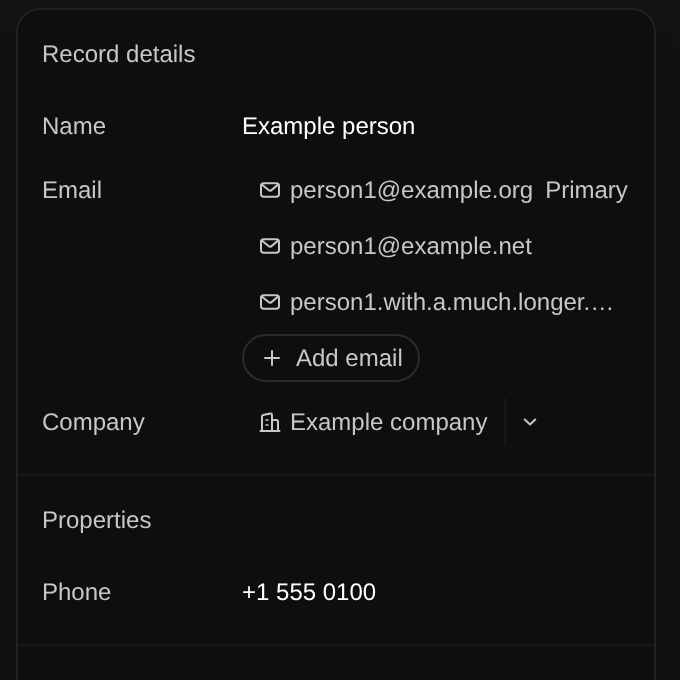 Record details
Name Example person
Email person1@example.org Primary
person1@example.net
person1.with.a.much.longer.…
Add email
Company Example company
Properties
Phone +1 555 0100